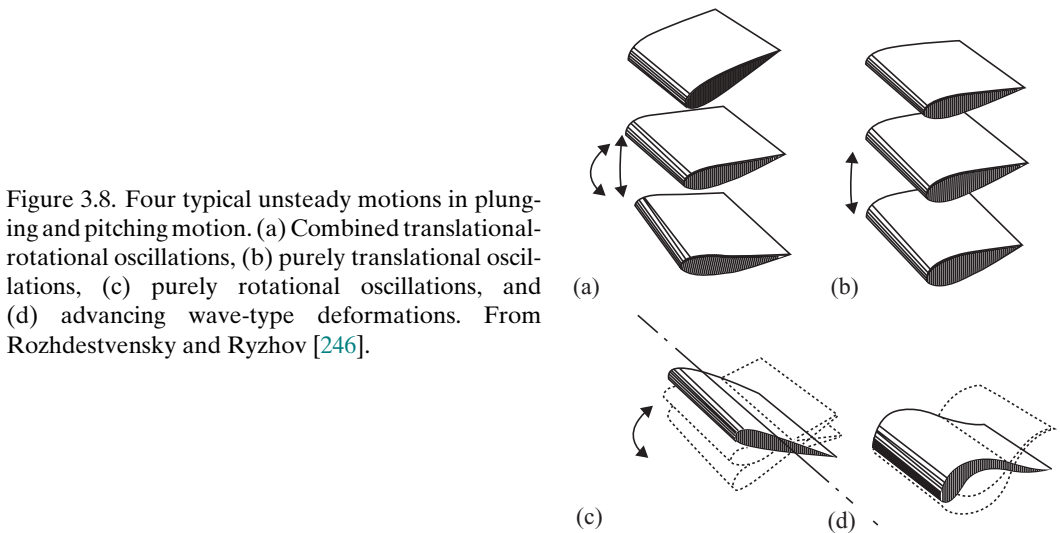 Figure 3.8. Four typical unsteady motions in plung-
ing and pitching motion. (a) Combined translational-
rotational oscillations, (b) purely translational oscil-
lations, (c) purely rotational oscillations, and
(d) advancing wave-type deformations. From
Rozhdestvensky and Ryzhov [246].
(a)
(b)
(c)
(d)